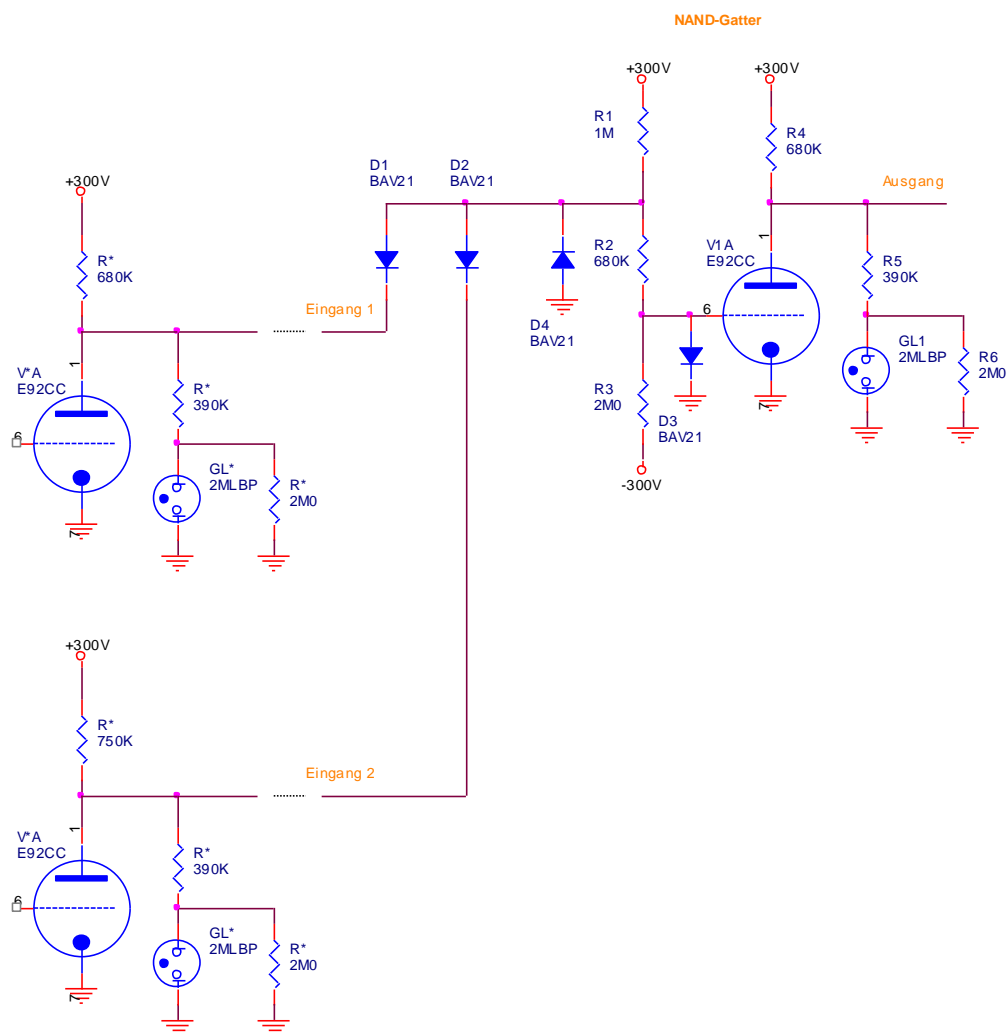 NAND-Gatter
+300V
+300V
R1
1M
R4
680K
D1
BAV21
D2
BAV21
+300V
Ausgang
R*
680K
R2
680K
V1A
E92CC
R5
390K
1
Eingang 1
6
D4
BAV21
GL1
2MLBP
R6
2M0
1
V*A
E92CC
R*
390K
R3
2M0
D3
BAV21
7
6
GL*
2MLBP
R*
2M0
-300V
7
+300V
R*
750K
Eingang 2
1
V*A
E92CC
R*
390K
6
GL*
2MLBP
R*
2M0
7